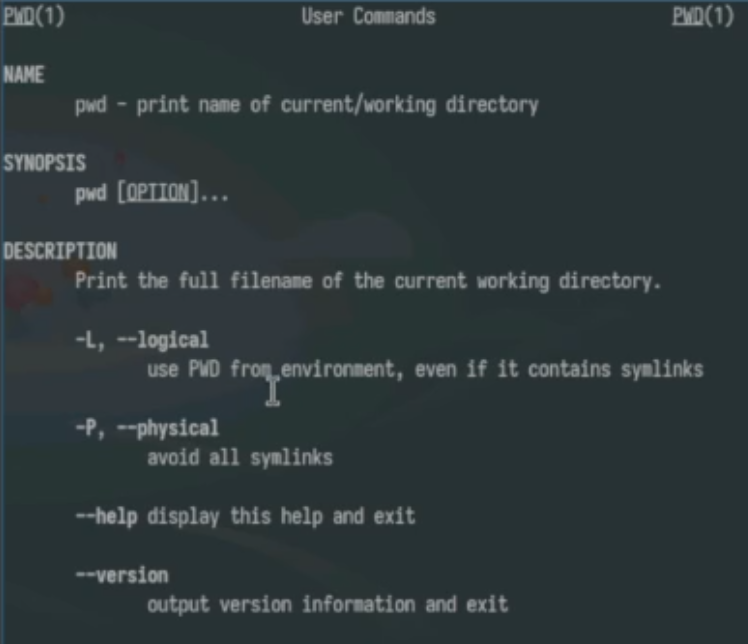 PWD(1) User Commands PWD(1)
NAME
pwd - print name of current/working directory
SYNOPSIS
pwd [OPTION]...
DESCRIPTION
Print the full filename of the current working directory.
-L, --logical
use PWD from environment, even if it contains symlinks
-P, --physical
avoid all symlinks
--help display this help and exit
--version
output version information and exit